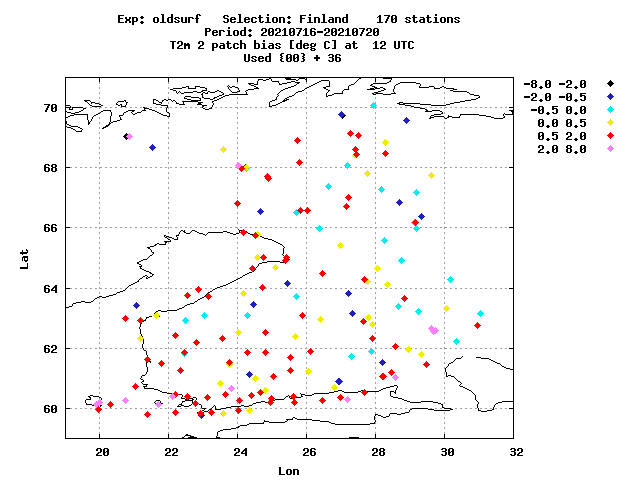 Exp: oldsurf   Selection: Finland    170 stations
Period: 20210716-20210720
T2m 2 patch bias [deg C] at  12 UTC
Used {00} + 36
-8.0 -2.0
-2.0 -0.5
-0.5 0.0
0.0 0.5
0.5 2.0
2.0 8.0
70
68
66
64
62
60
Lat
20 22 24 26 28 30 32
Lon